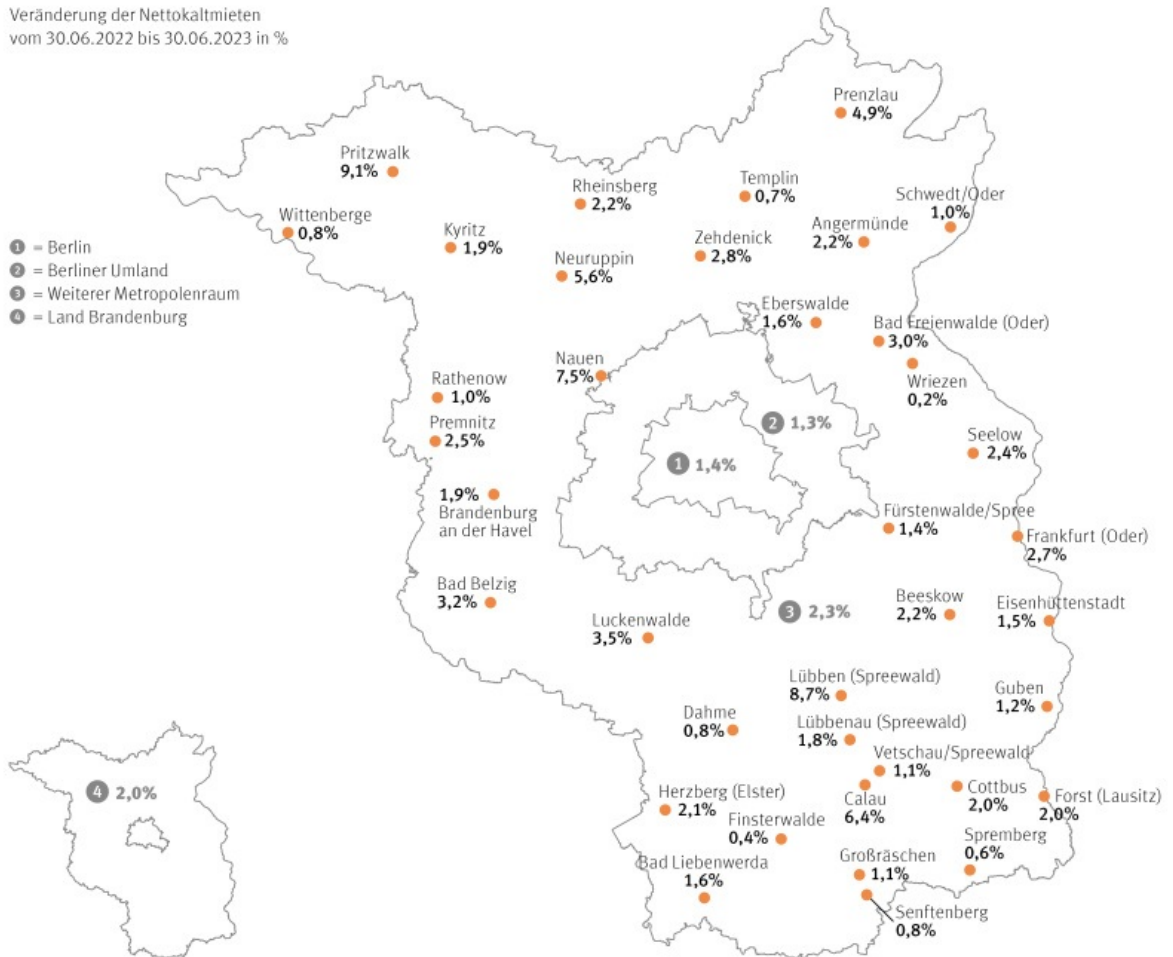 Veränderung der Nettokaltmieten
vom 30.06.2022 bis 30.06.2023 in %
Prenzlau
4,9%
Pritzwalk
9,1%
Rheinsberg
2,2%
Templin
0,7%
Schwedt/Oder
1,0%
Wittenberge
0,8%
Kyritz
1,9%
Angermünde
2,2%
Zehdenick
2,8%
Neuruppin
5,6%
❶ = Berlin
❷ = Berliner Umland
❸ = Weiterer Metropolenraum
❹ = Land Brandenburg
Eberswalde
1,6%
Bad Freienwalde (Oder)
3,0%
Nauen
7,5%
Wriezen
0,2%
Rathenow
1,0%
Premnitz
2,5%
❷ 1,3%
Seelow
2,4%
❶ 1,4%
1,9%
Brandenburg
an der Havel
Fürstenwalde/Spree
1,4%
Frankfurt (Oder)
2,7%
Bad Belzig
3,2%
Beeskow
2,2%
Eisenhüttenstadt
1,5%
❸ 2,3%
Luckenwalde
3,5%
Lübben (Spreewald)
8,7%
Guben
1,2%
Dahme
0,8%
Lübbenau (Spreewald)
1,8%
Vetschau/Spreewald
1,1%
❹ 2,0%
Herzberg (Elster)
2,1%
Calau
6,4%
Cottbus
2,0%
Forst (Lausitz)
2,0%
Finsterwalde
0,4%
Spremberg
0,6%
Bad Liebenwerda
1,6%
Großräschen
1,1%
Senftenberg
0,8%